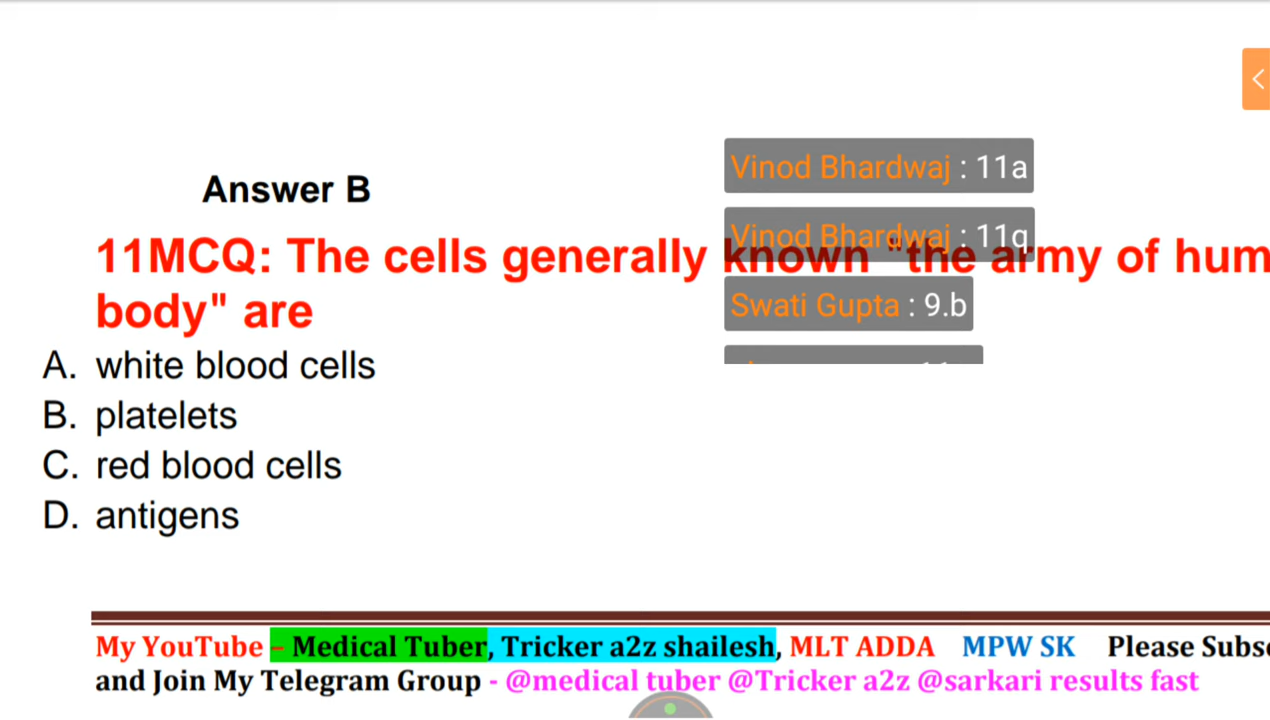 Answer B
Vinod Bhardwaj : 11a
Vinod Bhardwaj : 11q
11MCQ: The cells generally known "the army of hum
body" are
Swati Gupta : 9.b
A. white blood cells
B. platelets
C. red blood cells
D. antigens
My YouTube – Medical Tuber, Tricker a2z shailesh, MLT ADDA MPW SK Please Subs
and Join My Telegram Group - @medical tuber @Tricker a2z @sarkari results fast